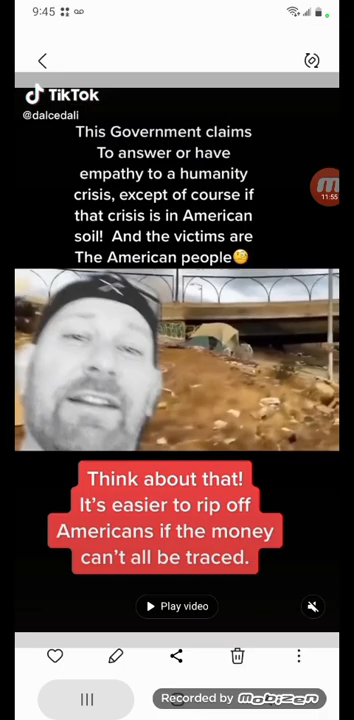 9:45
TikTok
@dalcedali
This Government claims
To answer or have
empathy to a humanity
crisis, except of course if
that crisis is in American
soil! And the victims are
The American people🧐
11:55
Think about that!
It's easier to rip off
Americans if the money
can't all be traced.
Play video
Recorded by MOBIZEN